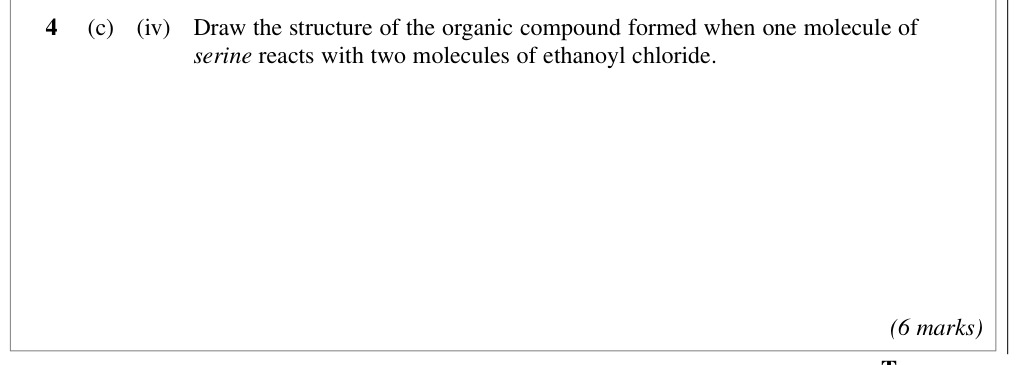 4 (c) (iv) Draw the structure of the organic compound formed when one molecule of
serine reacts with two molecules of ethanoyl chloride.
(6 marks)